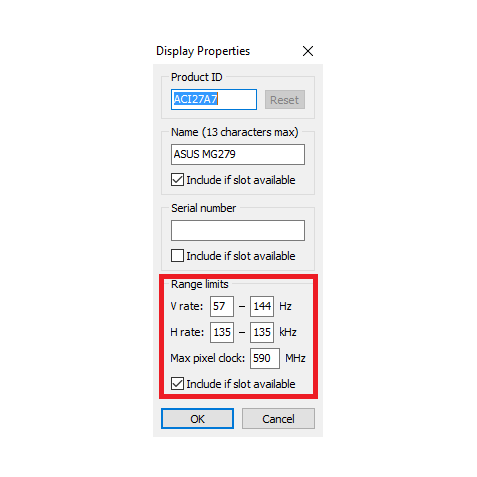 Display Properties
Product ID
ACI27A7 Reset
Name (13 characters max)
ASUS MG279
Include if slot available
Serial number
Include if slot available
Range limits
V rate: 57 – 144 Hz
H rate: 135 – 135 kHz
Max pixel clock: 590 MHz
Include if slot available
OK Cancel